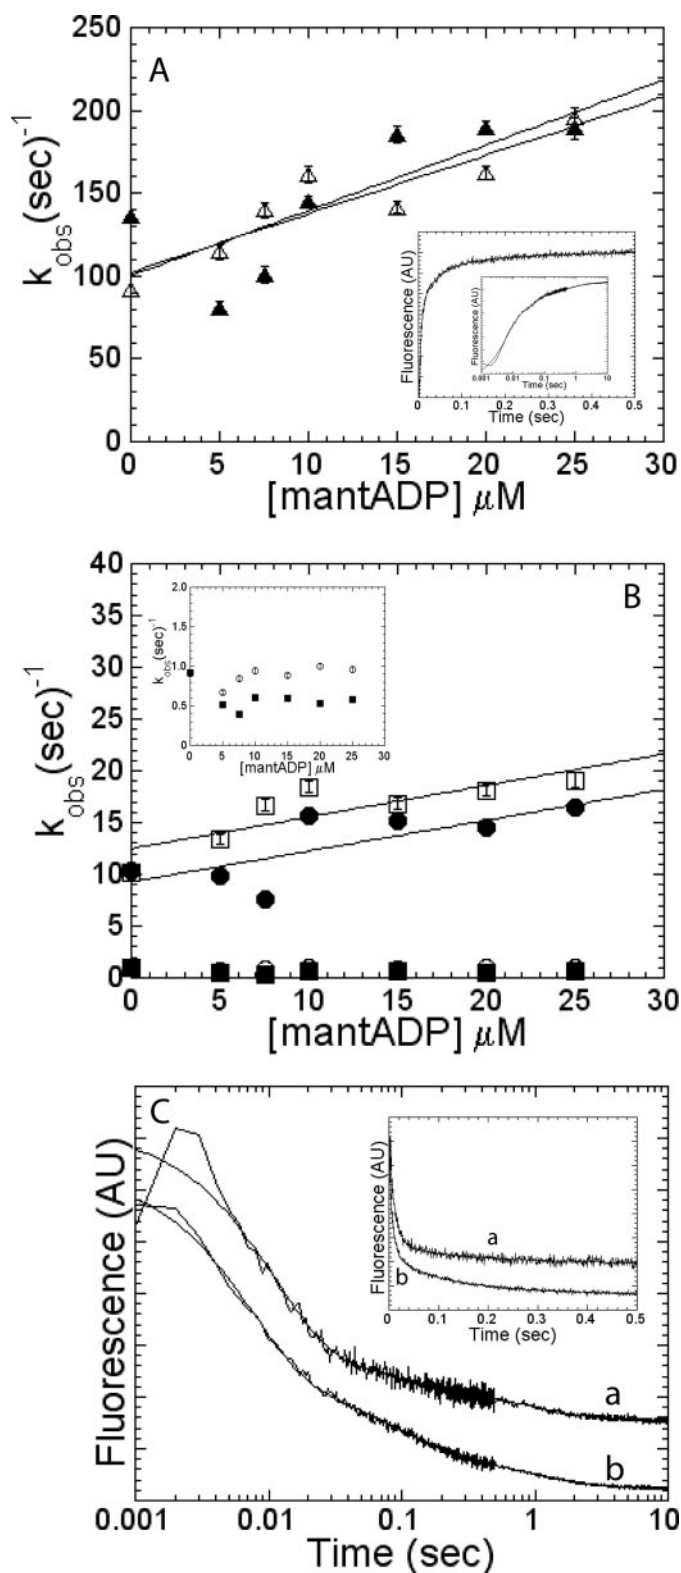 A
k_obs(sec)^-1
250
200
150
100
50
0
0 5 10 15 20 25 30
[mantADP] μM
Fluorescence (AU)
0 0.1 0.2 0.3 0.4 0.5
Time (sec)
Fluorescence (AU)
0.001 0.01 0.1 1 10
Time (sec)
B
k_obs(sec)^-1
40
35
30
25
20
15
10
5
0
0 5 10 15 20 25 30
[mantADP] μM
k_obs(sec)^-1
2.0
1.5
1.0
0.5
0
0 5 10 15 20 25 30
[mantADP] μM
C
Fluorescence (AU)
a
b
0.001 0.01 0.1 1 10
Time (sec)
Fluorescence (AU)
a
b
0 0.1 0.2 0.3 0.4 0.5
Time (sec)